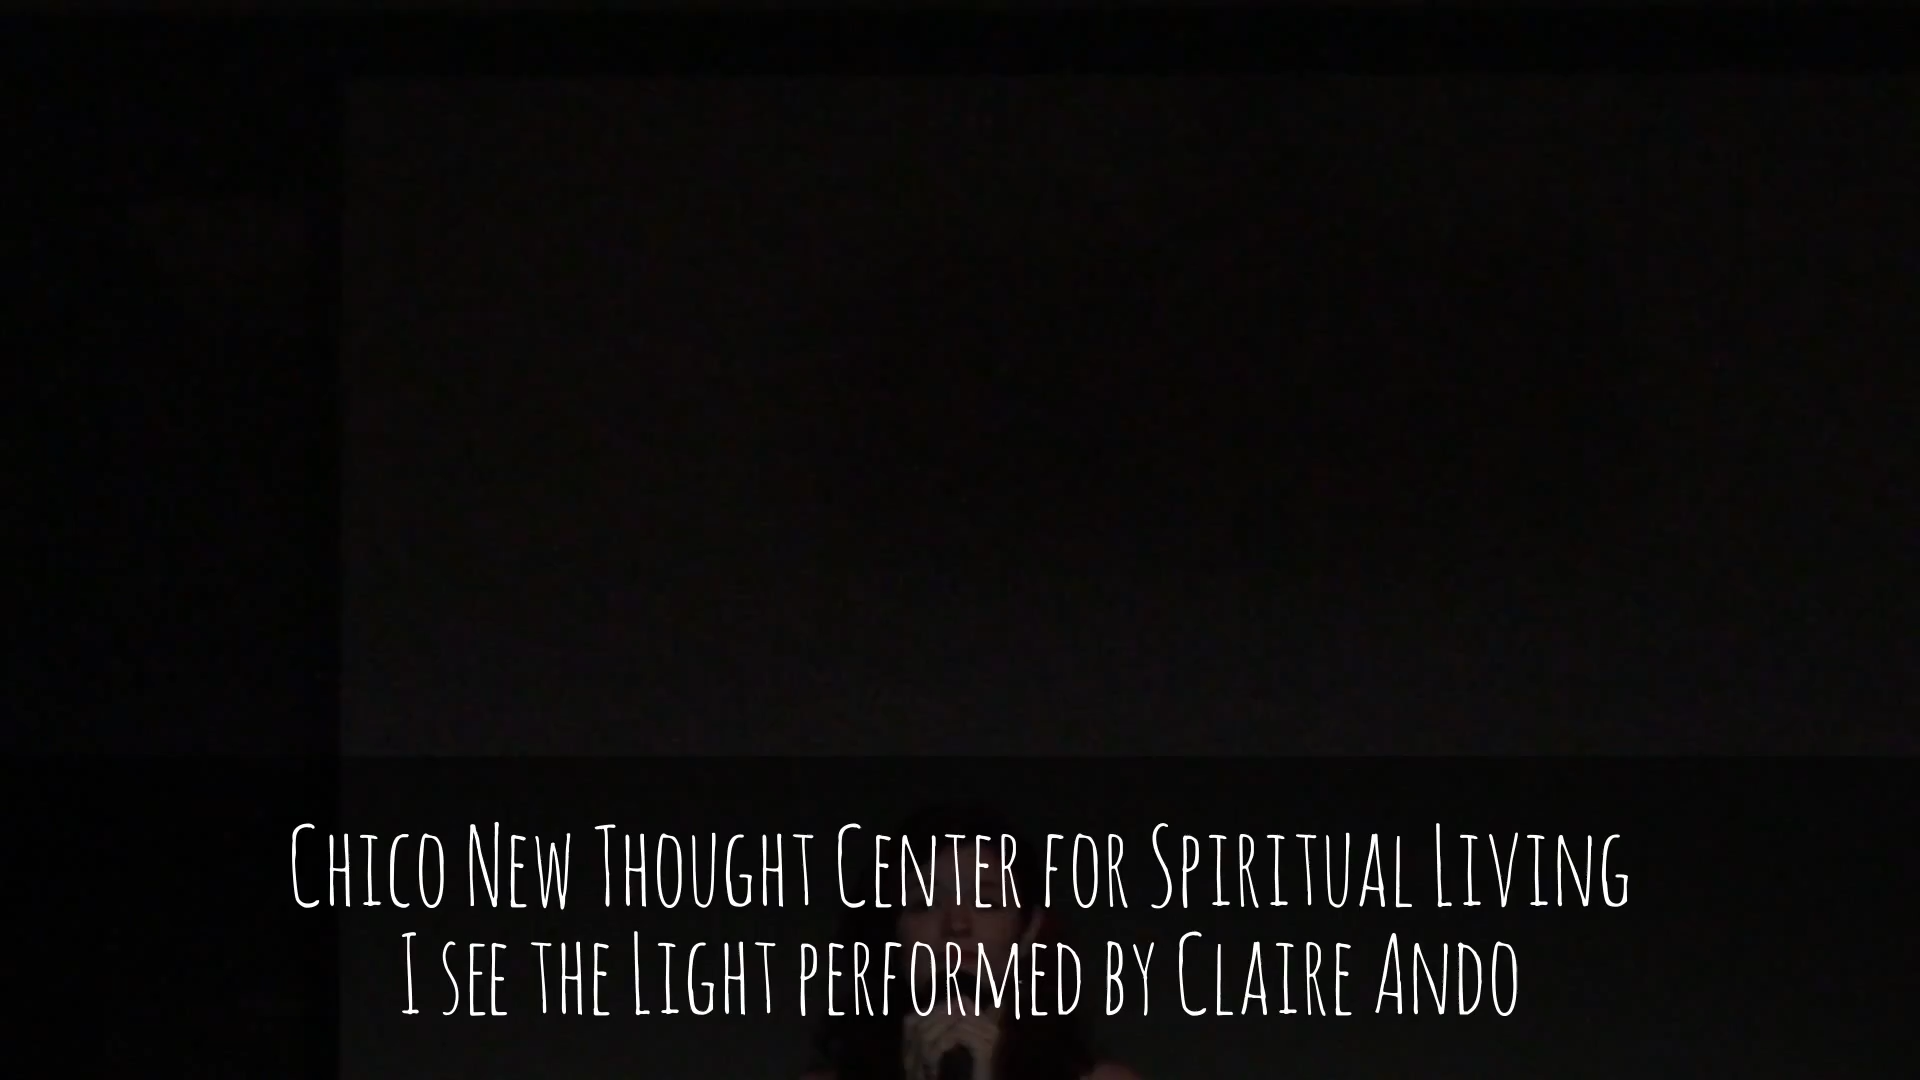 Chico New Thought Center for Spiritual Living
I see the Light performed by Claire Ando